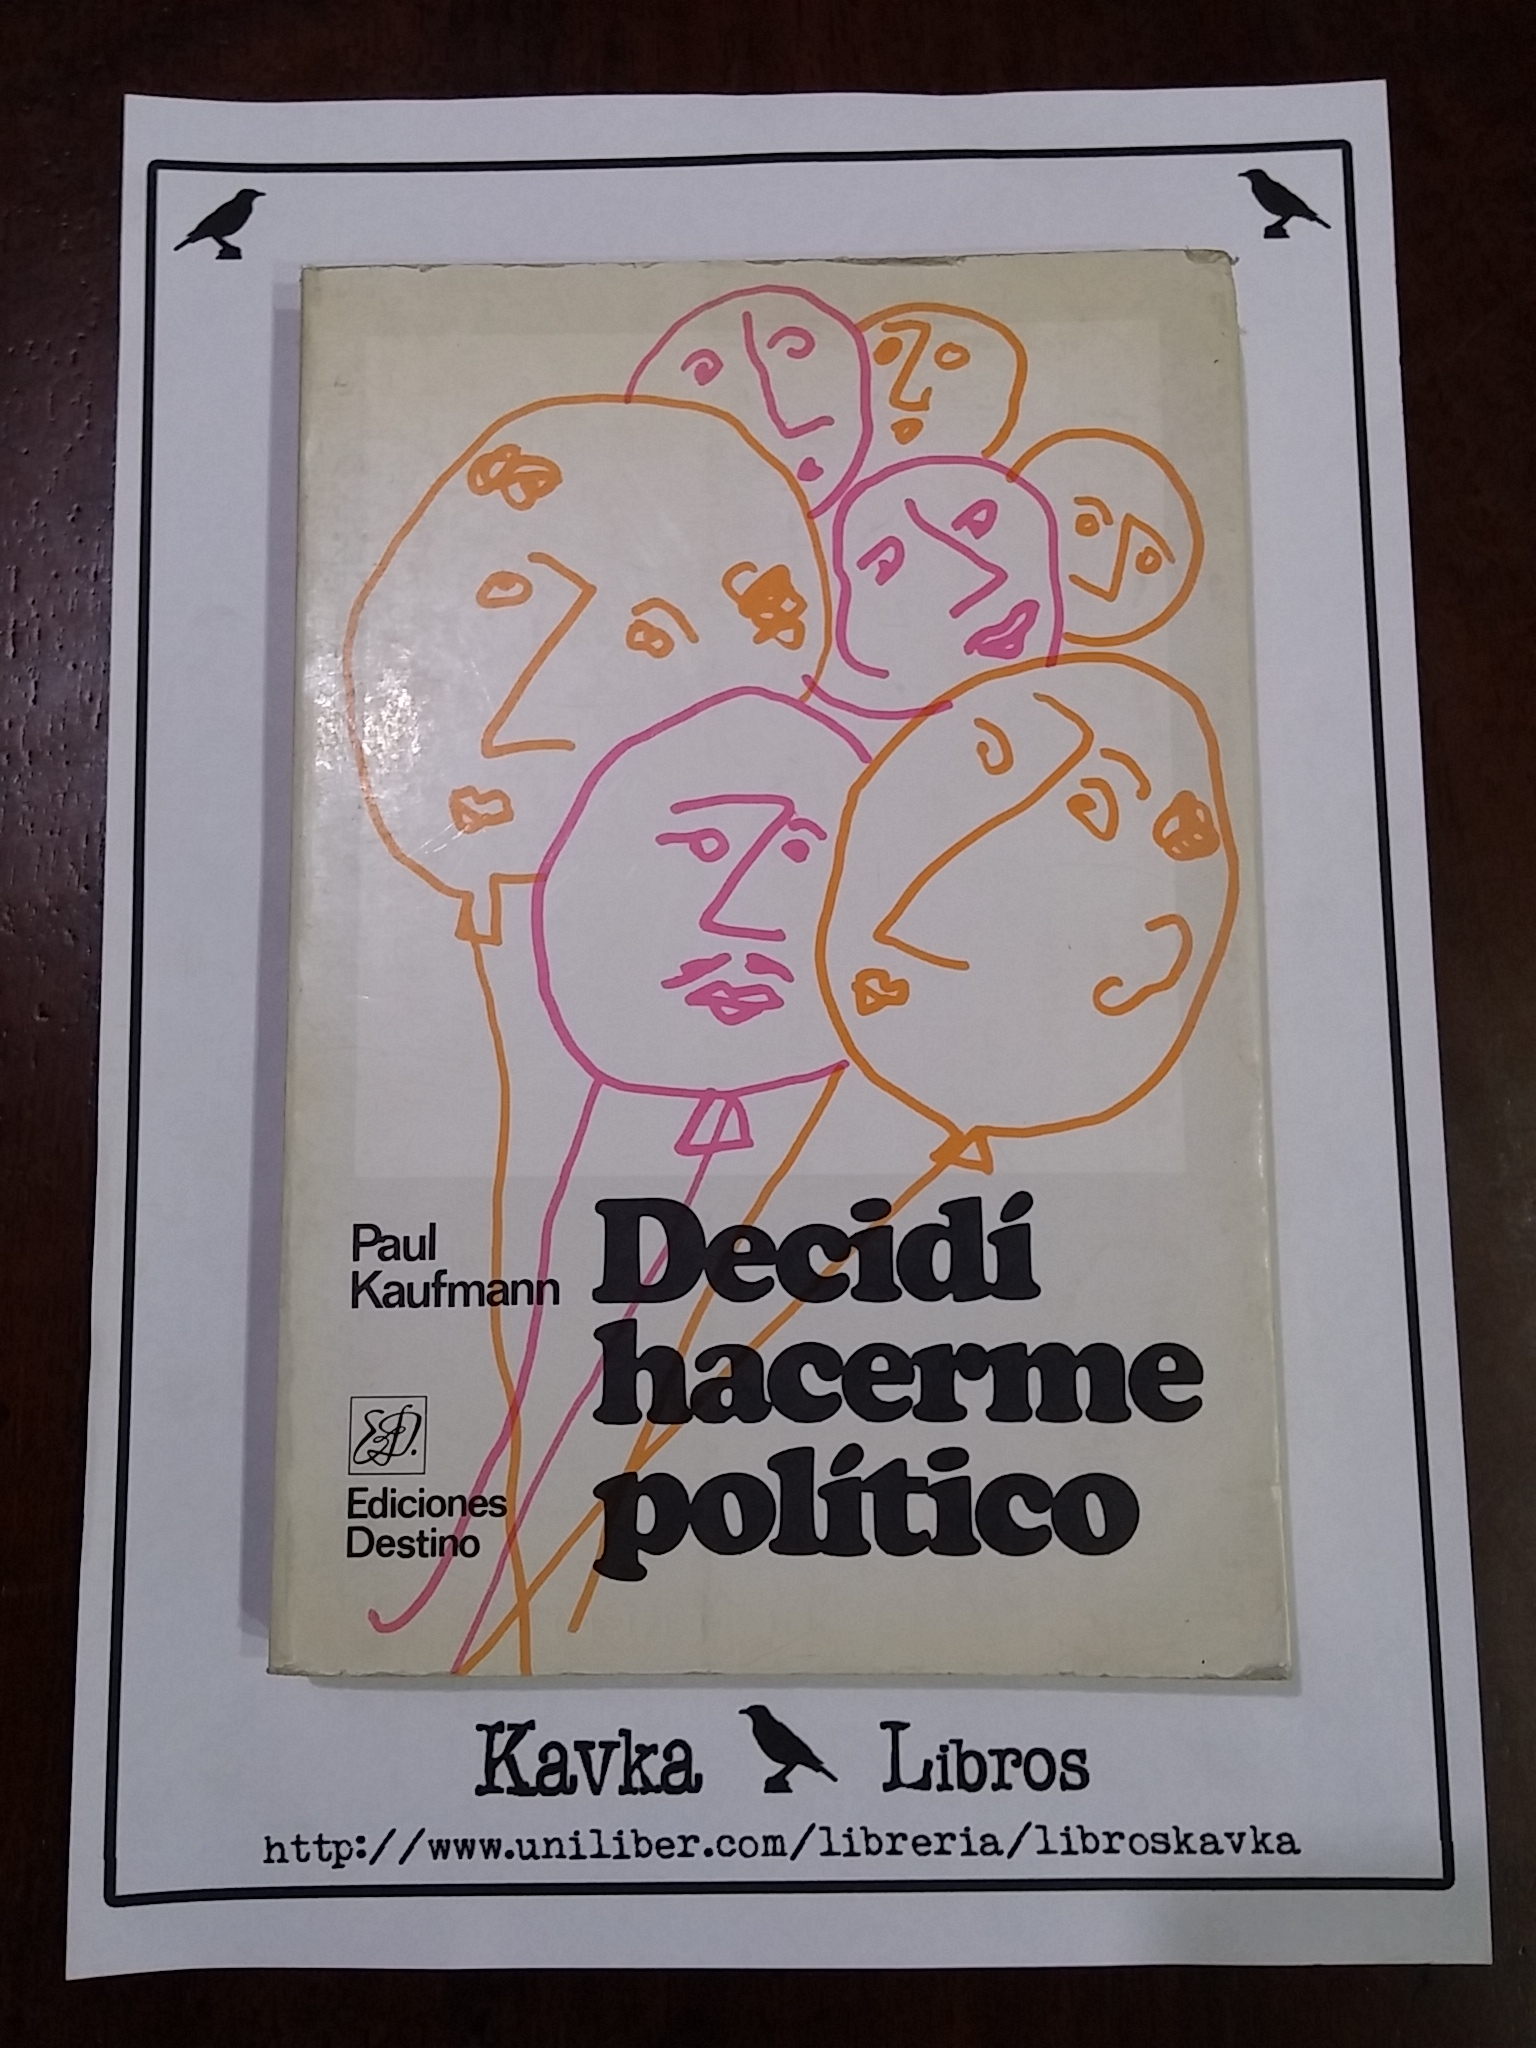 Paul
Kaufmann
Decidí
hacerme
político
E&D.
Ediciones
Destino
Kavka Libros
http://www.uniliber.com/libreria/libroskavka